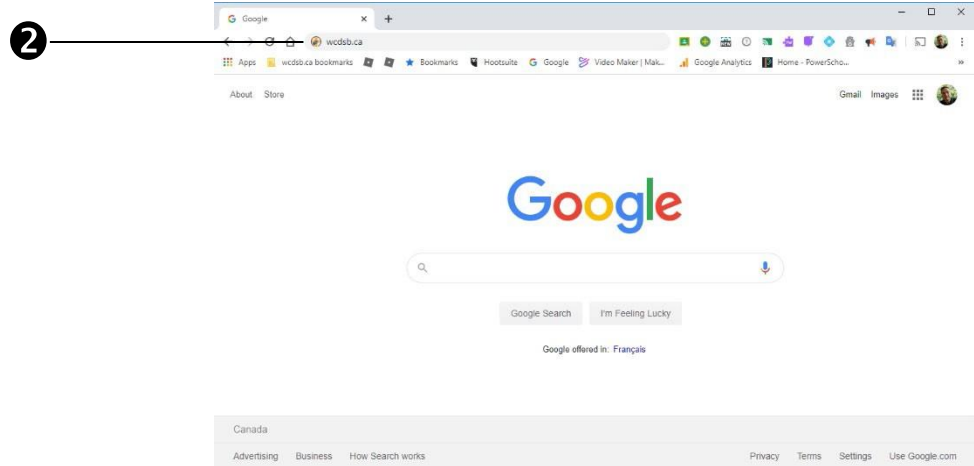 Google
2
wcdsb.ca
Apps wcdsb.ca bookmarks Bookmarks Hootsuite Google Video Maker | Mak... Google Analytics Home - PowerScho... »
About Store Gmail Images
Google
Google Search I'm Feeling Lucky
Google offered in: Français
Canada
Advertising Business How Search works Privacy Terms Settings Use Google.com